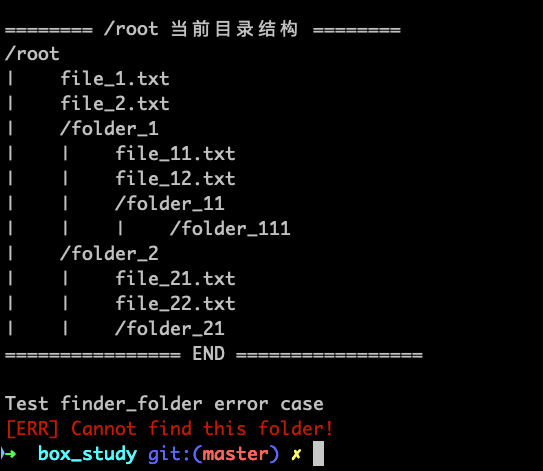 ======== /root 当前目录结构 ========
/root
|    file_1.txt
|    file_2.txt
|    /folder_1
|    |    file_11.txt
|    |    file_12.txt
|    |    /folder_11
|    |    |    /folder_111
|    /folder_2
|    |    file_21.txt
|    |    file_22.txt
|    |    /folder_21
================ END =================
Test finder_folder error case
[ERR] Cannot find this folder!
➜  box_study git:(master) ✗